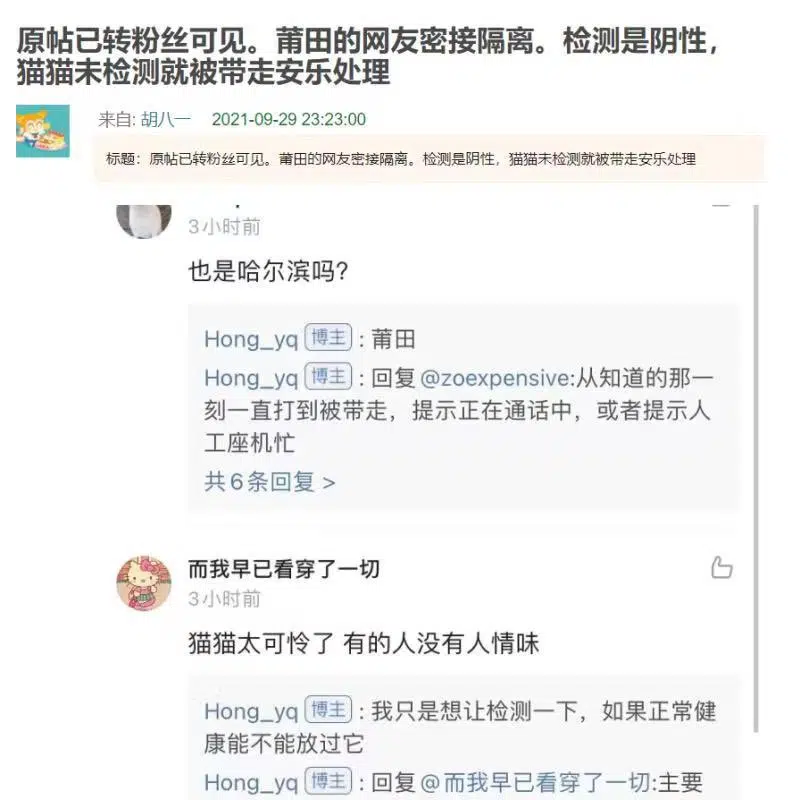 原帖已转粉丝可见。莆田的网友密接隔离。检测是阴性，
猫猫未检测就被带走安乐处理
来自: 胡八一 2021-09-29 23:23:00
标题：原帖已转粉丝可见。莆田的网友密接隔离。检测是阴性，猫猫未检测就被带走安乐处理
3小时前
也是哈尔滨吗?
Hong_yq 博主 : 莆田
Hong_yq 博主 : 回复@zoexpensive:从知道的那一
刻一直打到被带走，提示正在通话中，或者提示人
工座机忙
共6条回复 >
而我早已看穿了一切
3小时前
猫猫太可怜了 有的人没有人情味
Hong_yq 博主 : 我只是想让检测一下，如果正常健
康能不能放过它
Hong_yq 博主 : 回复@而我早已看穿了一切:主要